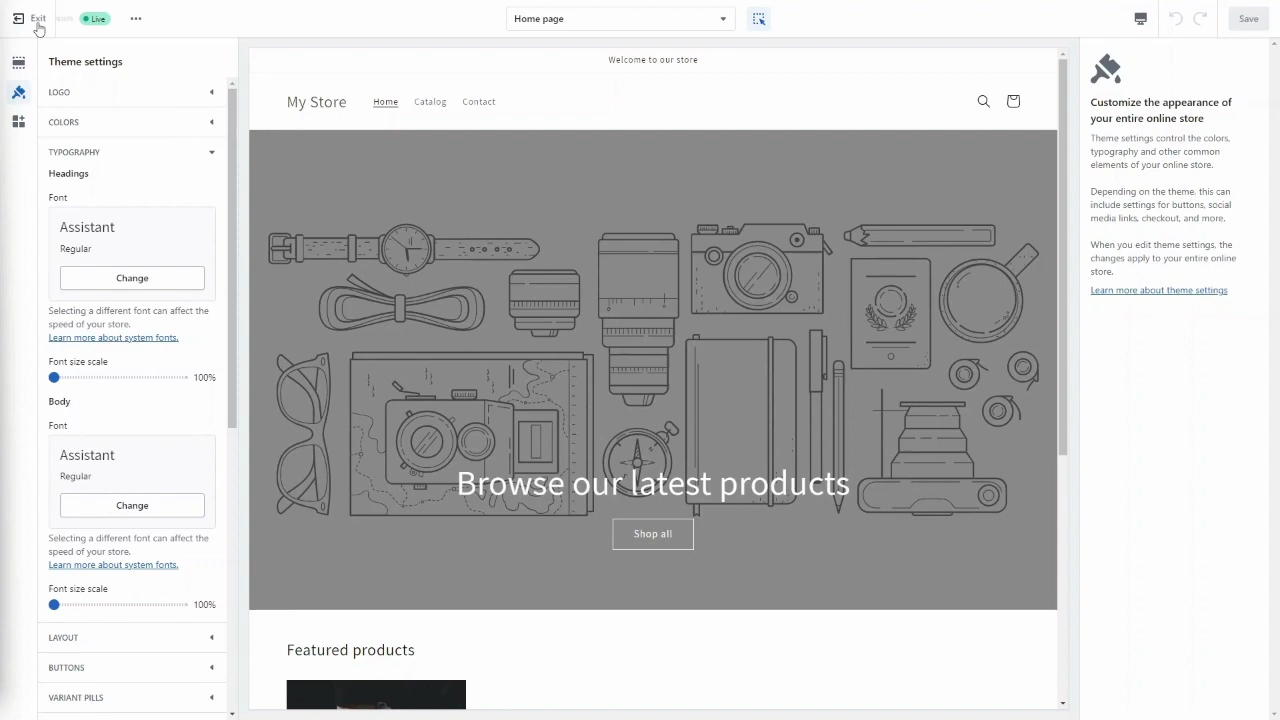 Exit
Live
Home page
Save
Theme settings
LOGO
COLORS
TYPOGRAPHY
Headings
Font
Assistant
Regular
Change
Selecting a different font can affect the
speed of your store.
Learn more about system fonts.
Font size scale
100%
Body
Font
Assistant
Regular
Change
Selecting a different font can affect the
speed of your store.
Learn more about system fonts.
Font size scale
100%
LAYOUT
BUTTONS
VARIANT PILLS
Welcome to our store
My Store
Home
Catalog
Contact
Browse our latest products
Shop all
Featured products
Customize the appearance of
your entire online store
Theme settings control the colors,
typography and other common
elements of your online store.
Depending on the theme, this can
include settings for buttons, social
media links, checkout, and more.
When you edit theme settings, the
changes apply to your entire online
store.
Learn more about theme settings